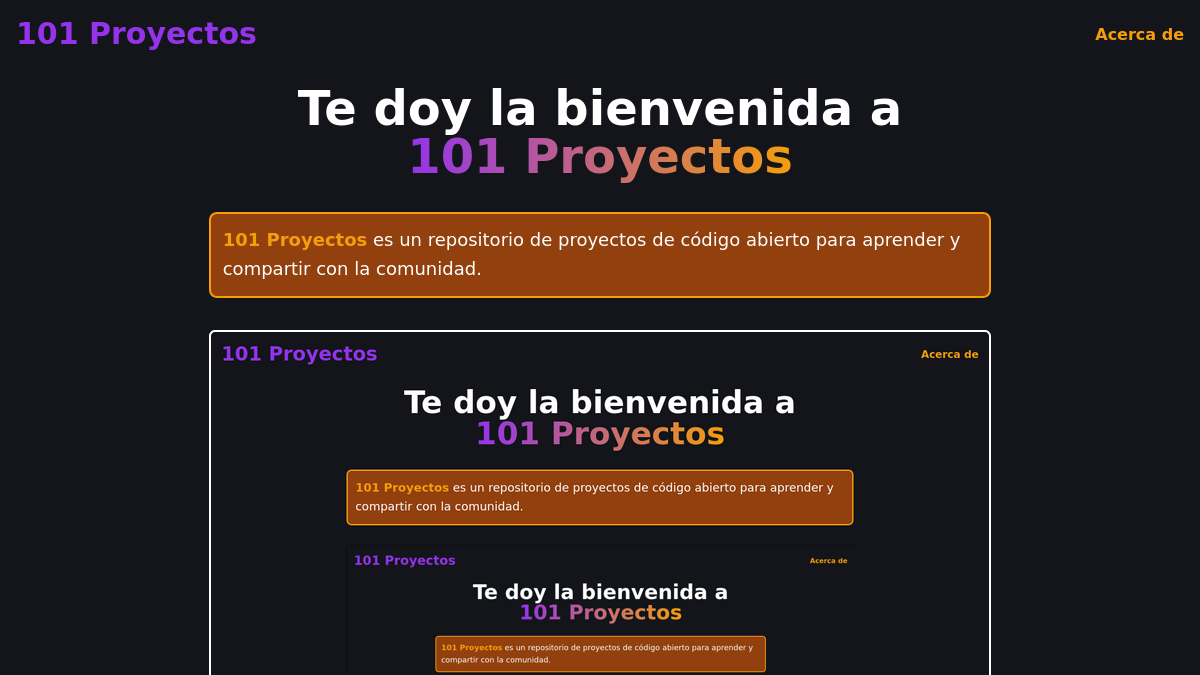 101 Proyectos
Acerca de
Te doy la bienvenida a
101 Proyectos
101 Proyectos es un repositorio de proyectos de código abierto para aprender y
compartir con la comunidad.
101 Proyectos
Acerca de
Te doy la bienvenida a
101 Proyectos
101 Proyectos es un repositorio de proyectos de código abierto para aprender y
compartir con la comunidad.
101 Proyectos
Acerca de
Te doy la bienvenida a
101 Proyectos
101 Proyectos es un repositorio de proyectos de código abierto para aprender y
compartir con la comunidad.